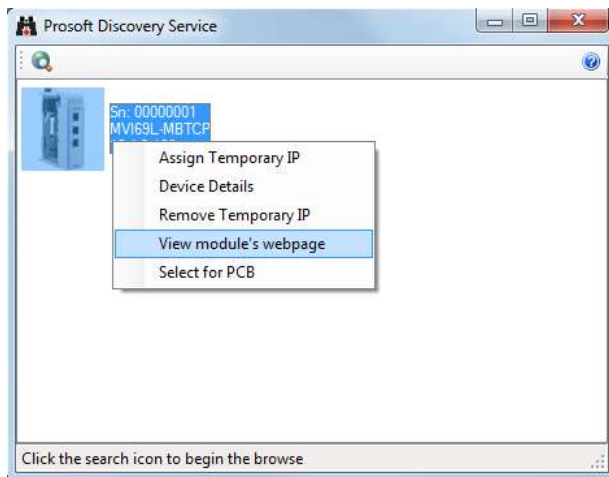 Prosoft Discovery Service
Sn: 00000001
MVI69L-MBTCP
Assign Temporary IP
Device Details
Remove Temporary IP
View module's webpage
Select for PCB
Click the search icon to begin the browse